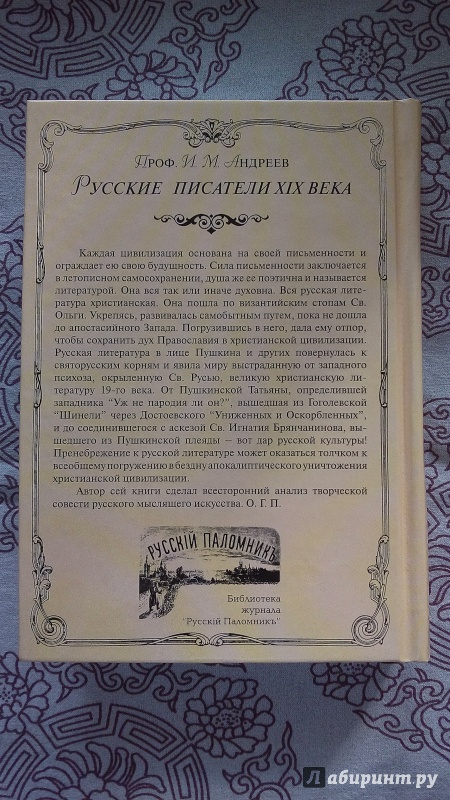 Проф. И. М. Андреев
Русские писатели XIX века
Каждая цивилизация основана на своей письменности и
ограждает ею свою будущность. Сила письменности заключается
в летописном самосохранении, душа же ее поэтична и называется
литературой. Она вся так или иначе духовна. Вся русская лите-
ратура христианская. Она пошла по византийским стопам Св.
Ольги. Укрепясь, развивалась самобытным путем, пока не дошла
до апостасийного Запада. Погрузившись в него, дала ему отпор,
чтобы сохранить дух Православия в христианской цивилизации.
Русская литература в лице Пушкина и других повернулась к
святорусским корням и явила миру выстраданную от западного
психоза, окрыленную Св. Русью, великую христианскую ли-
тературу 19-го века. От Пушкинской Татьяны, определившей
западника “Уж не пародия ли он?”, вышедшая из Гоголевской
“Шинели” через Достоевского “Униженных и Оскорбленных”,
и до соединившегося с аскезой Св. Игнатия Брянчанинова, вы-
шедшего из Пушкинской плеяды – вот дар русской культуры!
Пренебрежение к русской литературе может оказаться толчком к
всеобщему погружению в бездну апокалиптического уничтожения
христианской цивилизации.
Автор сей книги сделал всесторонний анализ творческой
совести русского мыслящего искусства. О. Г. П.
РУССКІЙ ПАЛОМНИКЪ
Библиотека
журнала
"Русскій Паломникъ"
Лабиринт.ру